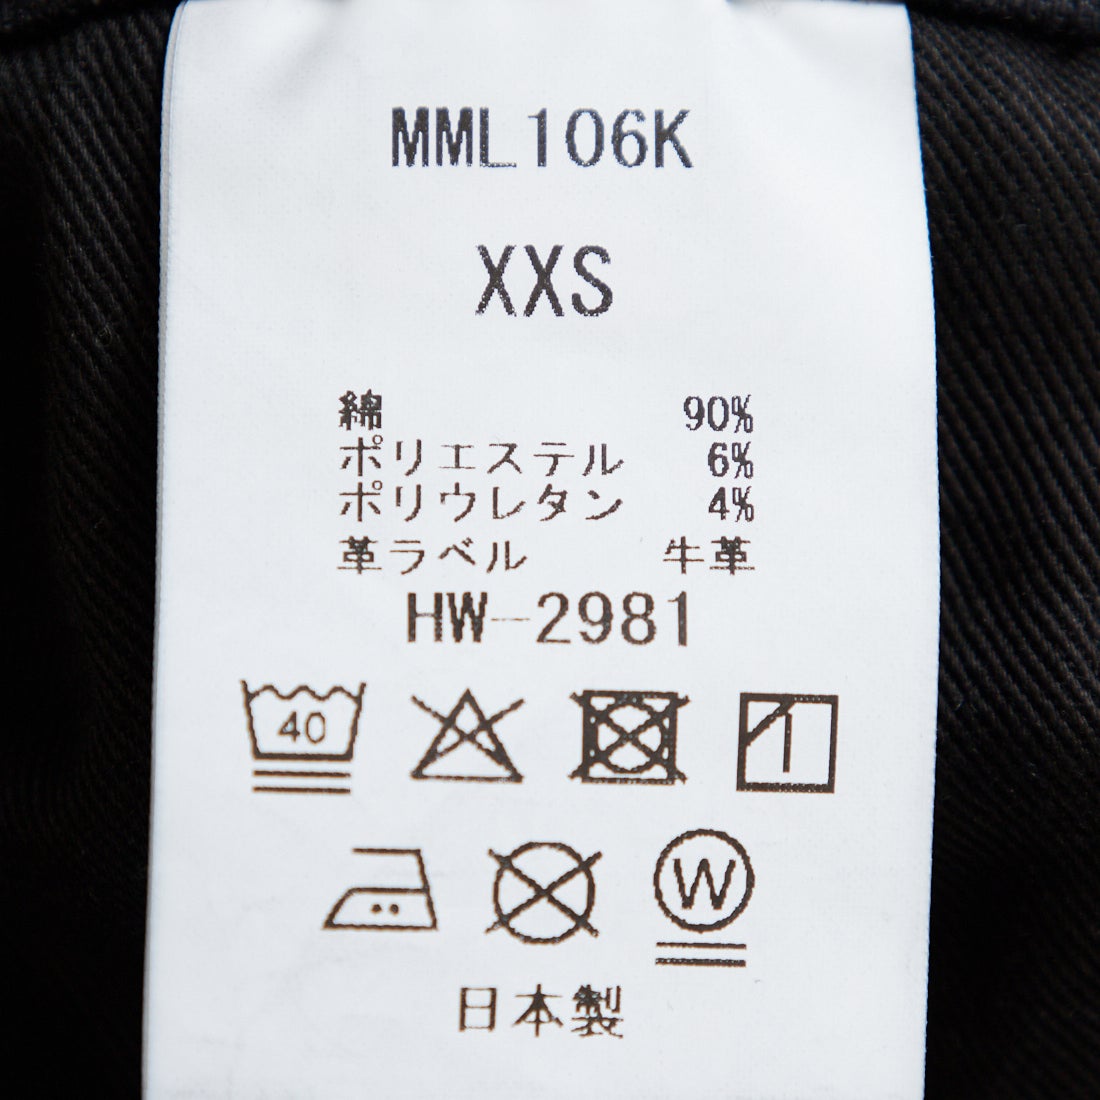 MML106K
XXS
綿 90%
ポリエステル 6%
ポリウレタン 4%
革ラベル 牛革
HW-2981
40
W
日本製